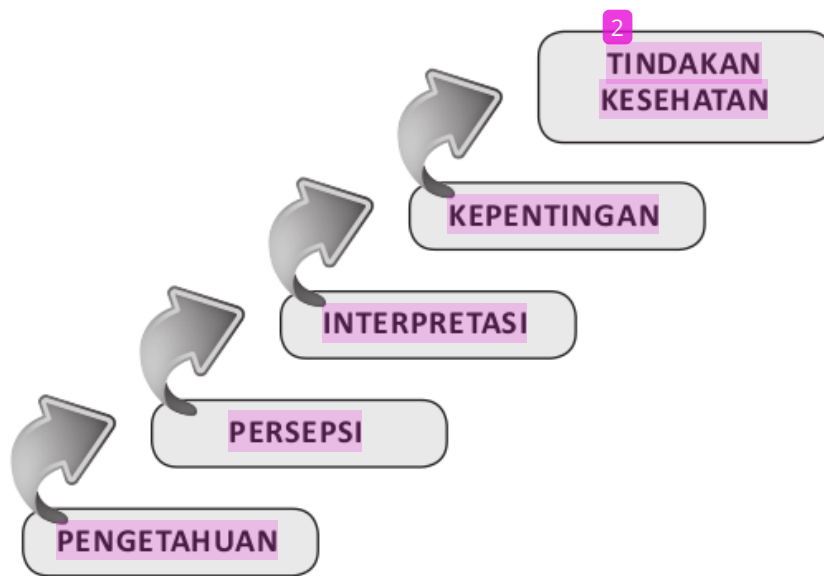 2
TINDAKAN
KESEHATAN
KEPENTINGAN
INTERPRETASI
PERSEPSI
PENGETAHUAN